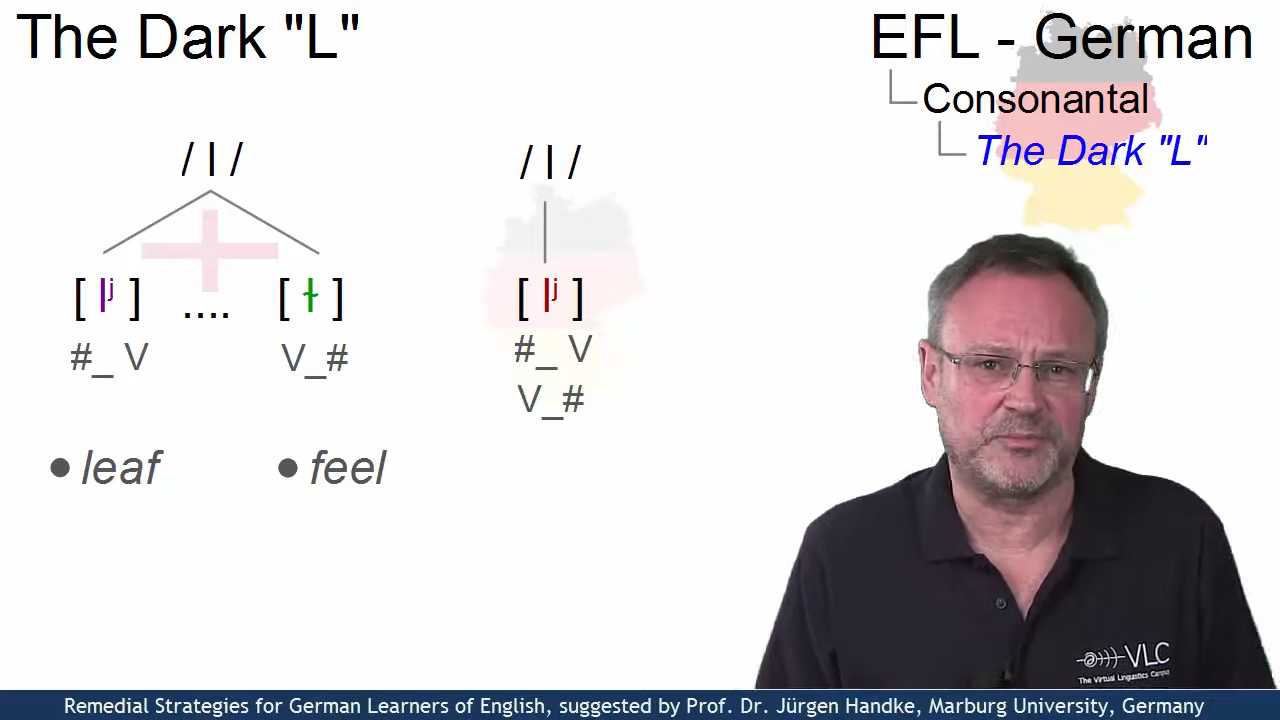 The Dark "L"
EFL - German
Consonantal
The Dark "L"
/ l / / l /
[ lʲ ] .... [ ɫ ] [ lʲ ]
#_ V V_# #_ V
V_#
• leaf • feel
VLC
The Virtual Linguistics Campus
Remedial Strategies for German Learners of English, suggested by Prof. Dr. Jürgen Handke, Marburg University, Germany